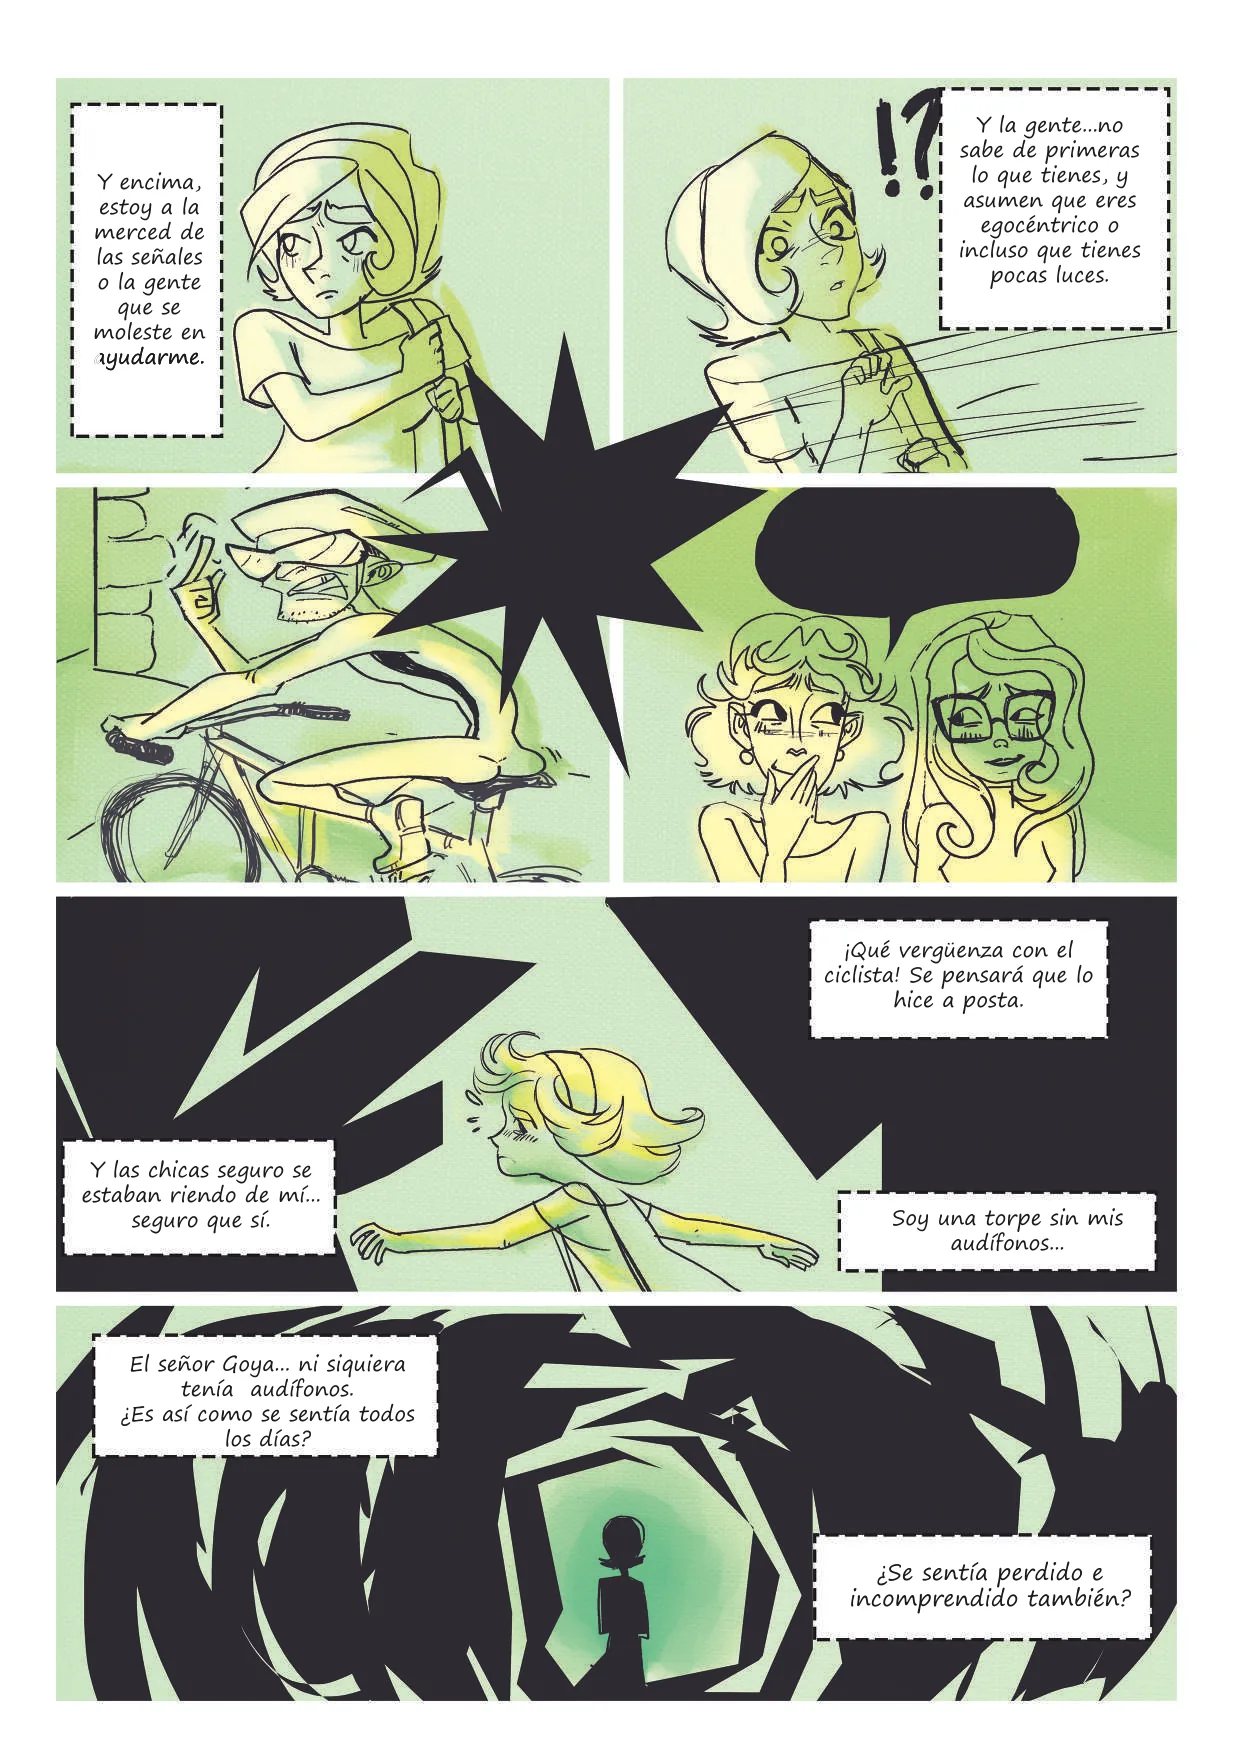 Y encima,
estoy a la
merced de
las señales
o la gente
que se
moleste en
ayudarme.
!?
Y la gente...no
sabe de primeras
lo que tienes, y
asumen que eres
egocéntrico o
incluso que tienes
pocas luces.
¡Qué vergüenza con el
ciclista! Se pensará que lo
hice a posta.
Y las chicas seguro se
estaban riendo de mí...
seguro que sí.
Soy una torpe sin mis
audífonos...
El señor Goya... ni siquiera
tenía audífonos.
¿Es así como se sentía todos
los días?
¿Se sentía perdido e
incomprendido también?